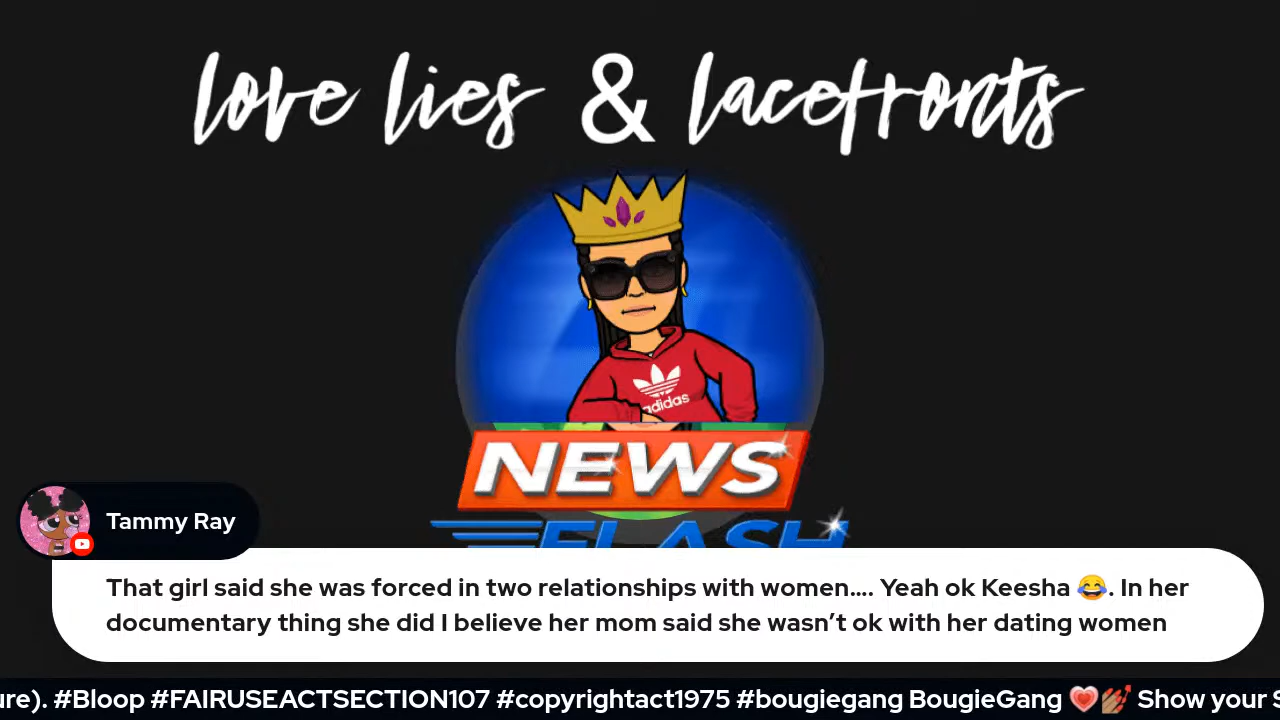 love lies & lacefronts
adidas
NEWS
FLASH
Tammy Ray
That girl said she was forced in two relationships with women.... Yeah ok Keesha 😂. In her
documentary thing she did I believe her mom said she wasn’t ok with her dating women
ure). #Bloop #FAIRUSEACTSECTION107 #copyrightact1975 #bougiegang BougieGang 💗💅🏾 Show your S